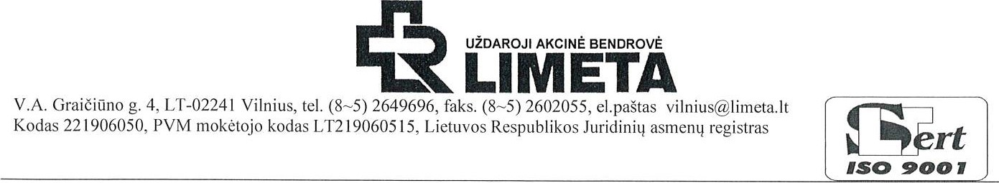 UŽDAROJI AKCINĖ BENDROVĖ
LIMETA
V.A. Graičiūno g. 4, LT-02241 Vilnius, tel. (8~5) 2649696, faks. (8~5) 2602055, el.paštas vilnius@limeta.lt
Kodas 221906050, PVM mokėtojo kodas LT219060515, Lietuvos Respublikos Juridinių asmenų registras
LT Sert
ISO 9001